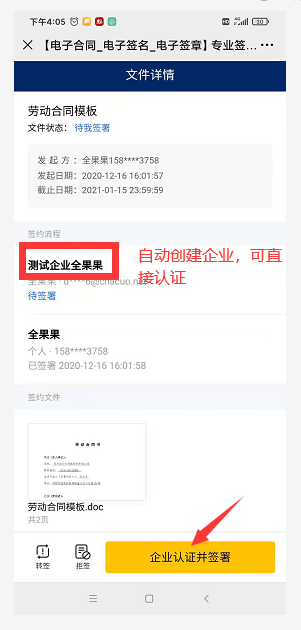 下午4:05
30
【电子合同_电子签名_电子签章】专业签...
文件详情
劳动合同模板
文件状态： 待我签署
发 起 方 ：全果果158****3758
发起日期：2020-12-16 16:01:57
截止日期：2021-01-15 23:59:59
签约流程
测试企业全果果
自动创建企业，可直
接认证
待签署
全果果
个人 · 158****3758
已签署 2020-12-16 16:01:58
签约文件
劳 动 合 同 书
劳动合同模板.doc
共2页
转签
拒签
企业认证并签署